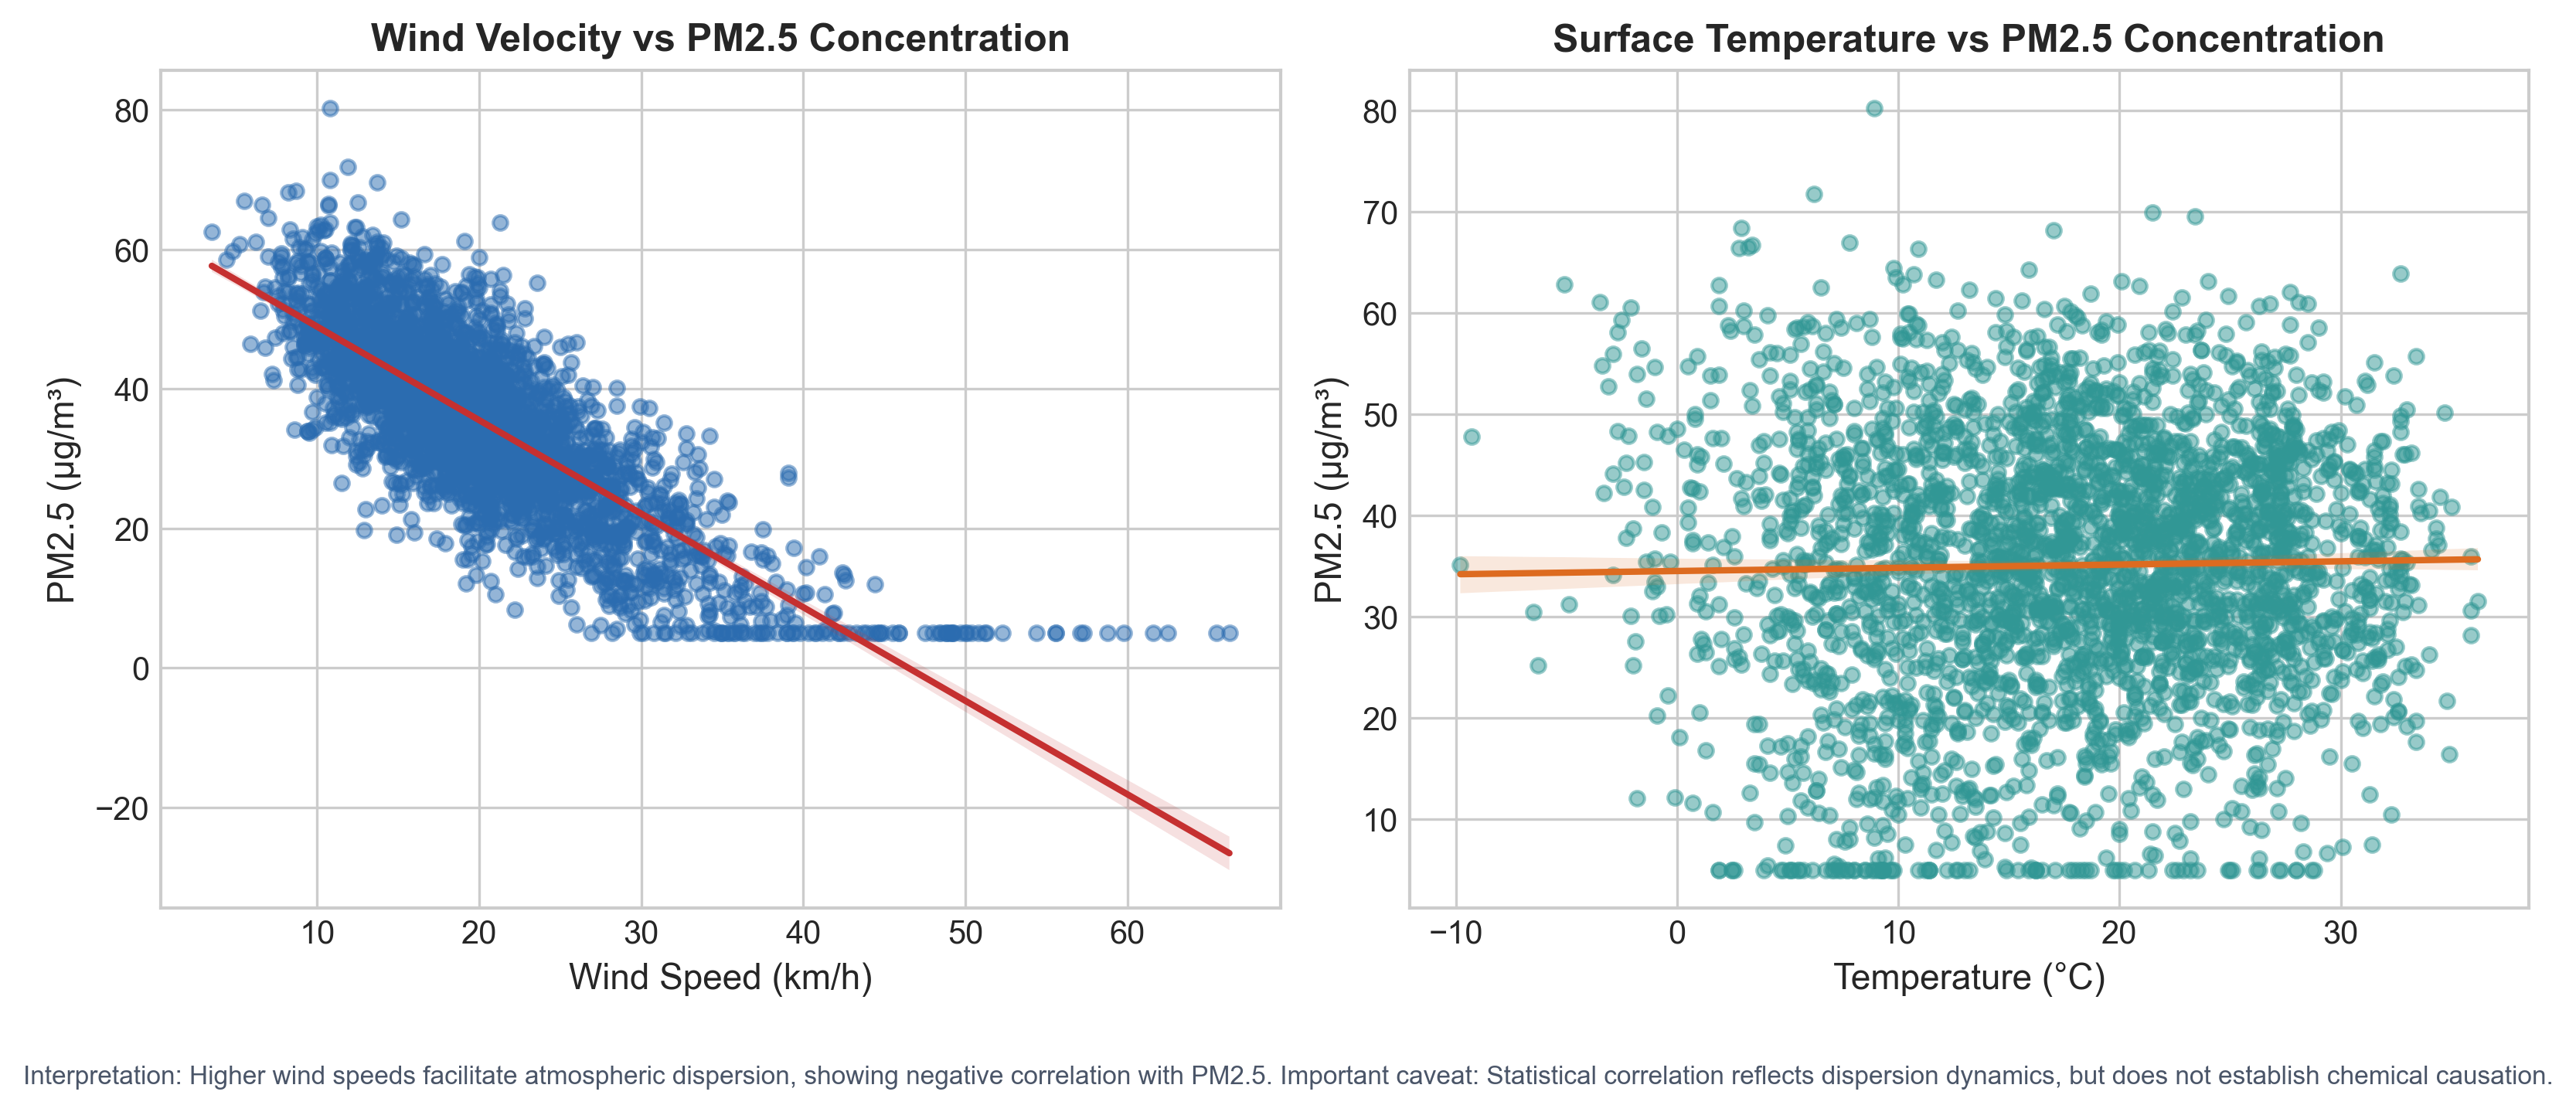 Wind Velocity vs PM2.5 Concentration
80
60
40
20
0
−20
10 20 30 40 50 60
PM2.5 (µg/m³)
Wind Speed (km/h)
Surface Temperature vs PM2.5 Concentration
80
70
60
50
40
30
20
10
−10 0 10 20 30
PM2.5 (µg/m³)
Temperature (°C)
Interpretation: Higher wind speeds facilitate atmospheric dispersion, showing negative correlation with PM2.5. Important caveat: Statistical correlation reflects dispersion dynamics, but does not establish chemical causation.